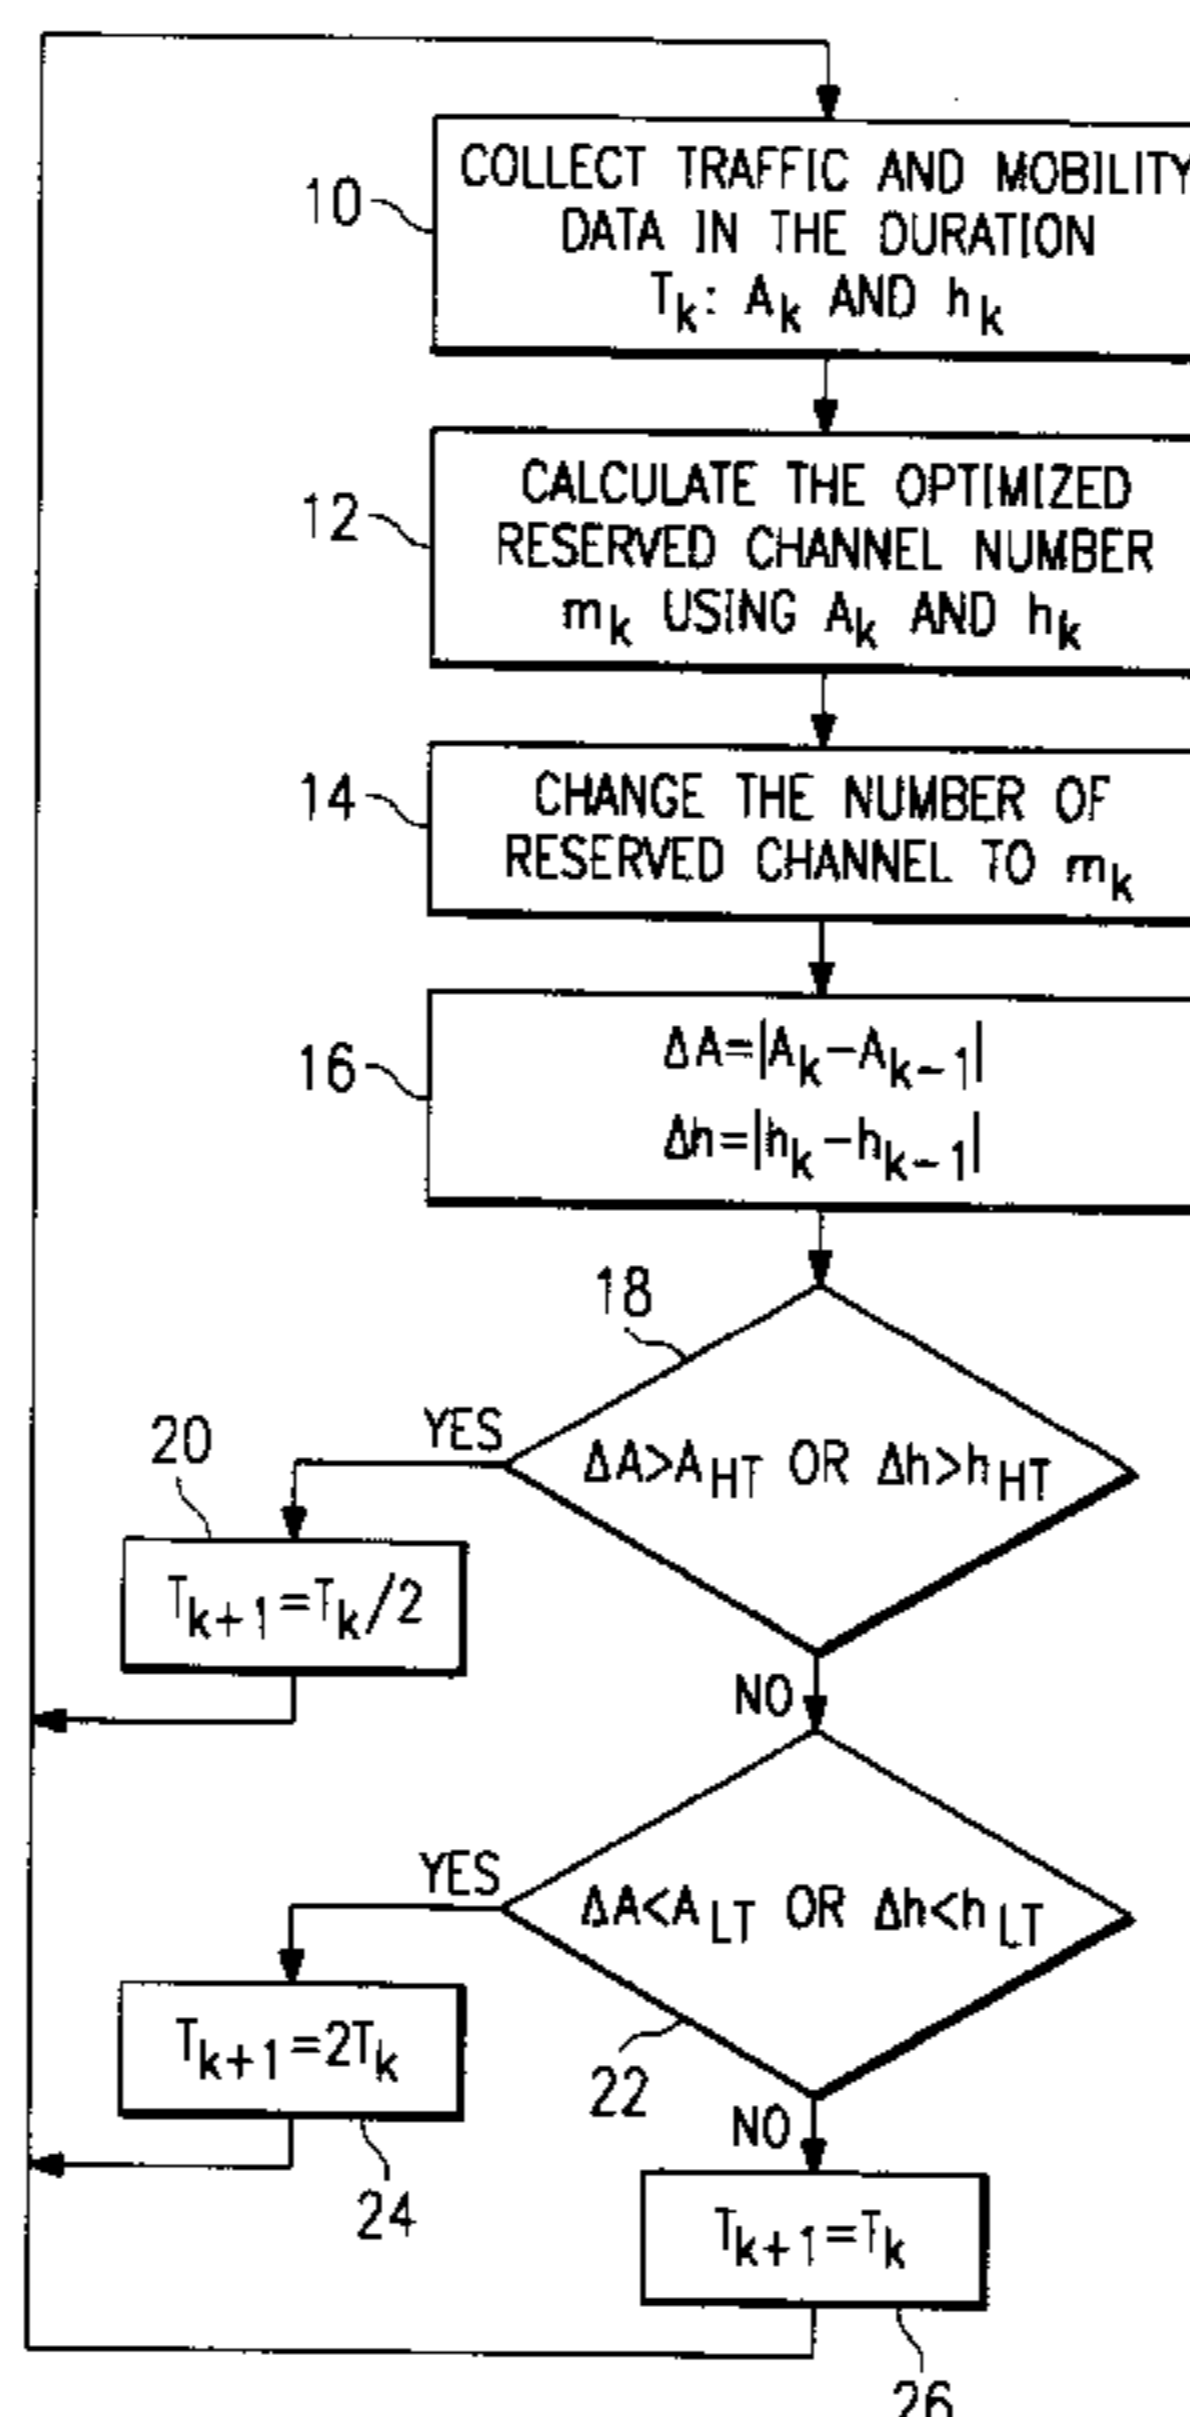 10
COLLECT TRAFFIC AND MOBILITY
DATA IN THE DURATION
Tk: Ak AND hk
12
CALCULATE THE OPTIMIZED
RESERVED CHANNEL NUMBER
mk USING Ak AND hk
14
CHANGE THE NUMBER OF
RESERVED CHANNEL TO mk
16
ΔA=|Ak−Ak−1|
Δh=|hk−hk−1|
18
YES
ΔA>AHT OR Δh>hHT
20
Tk+1=Tk/2
NO
YES
ΔA<ALT OR Δh<hLT
22
Tk+1=2Tk
24
NO
Tk+1=Tk
26